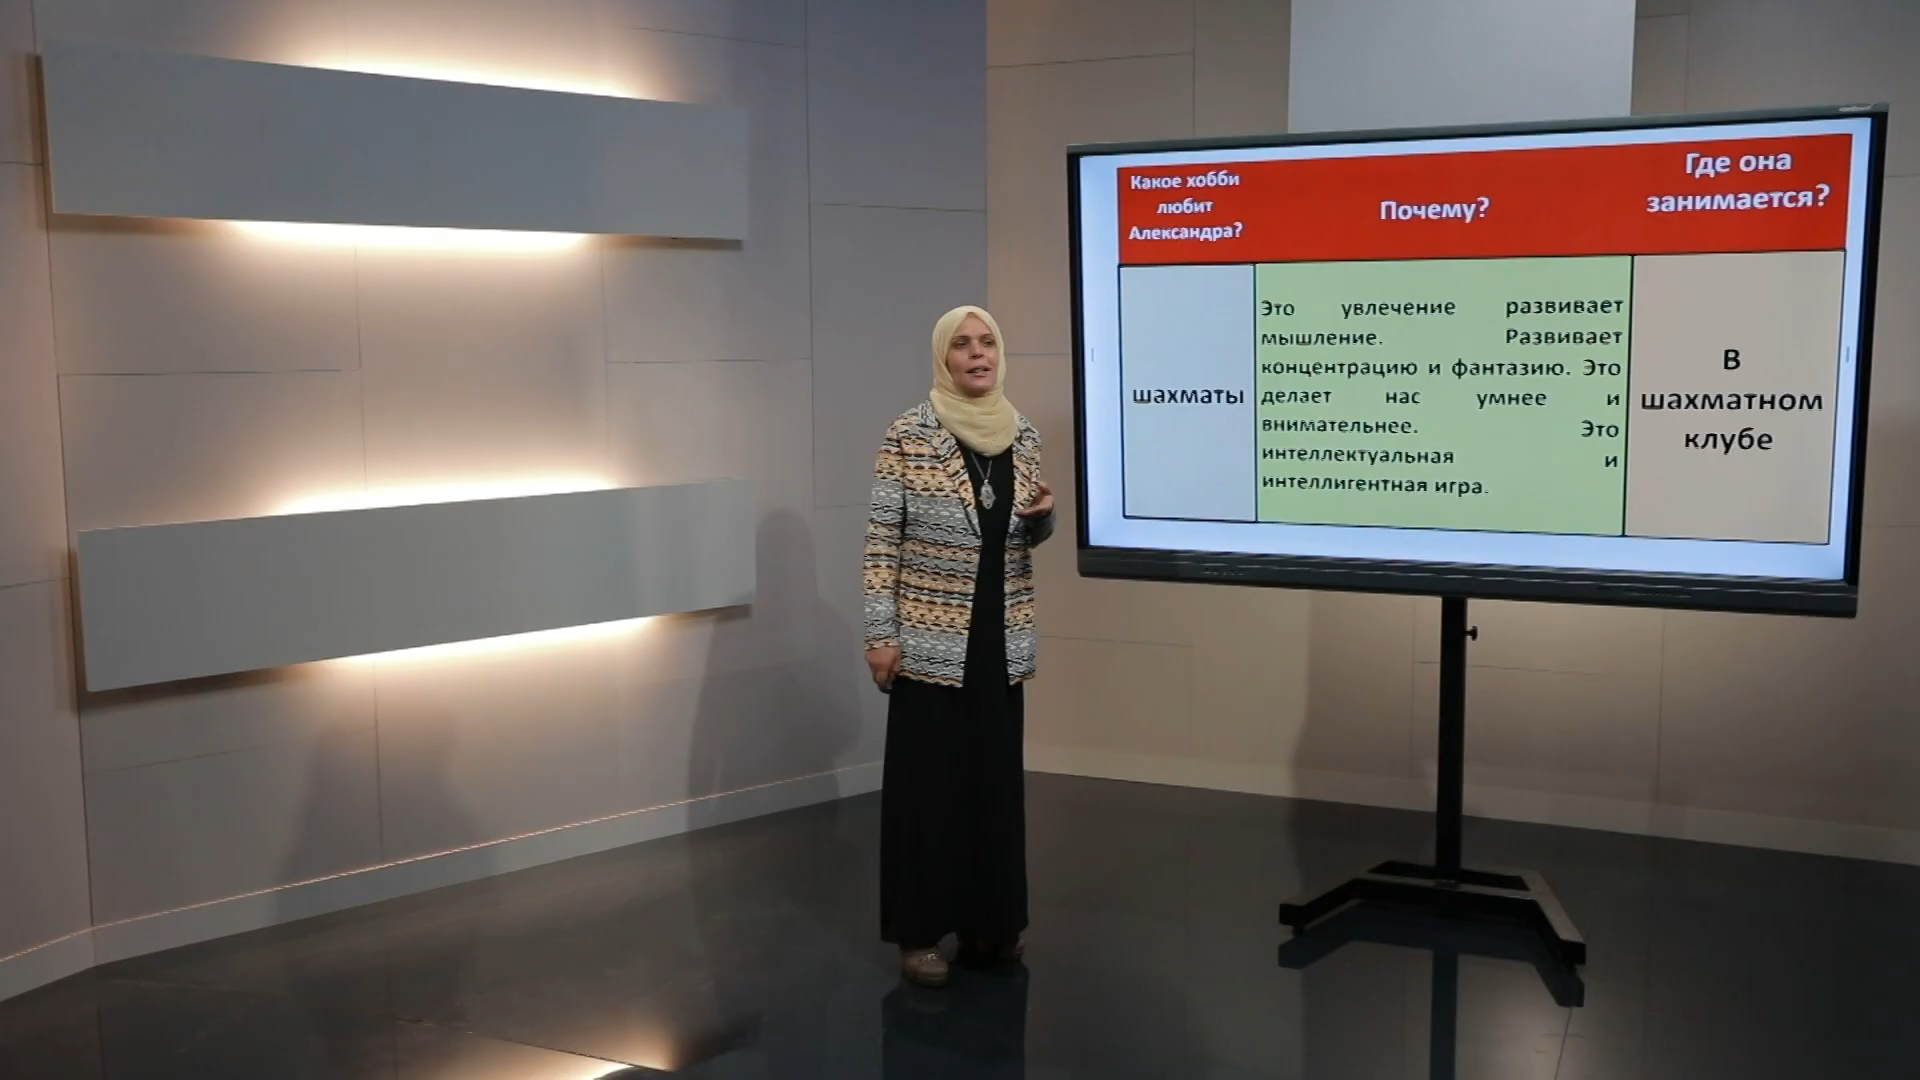 Какое хобби
любит
Александра?
Почему?
Где она
занимается?
шахматы
Это увлечение развивает
мышление. Развивает
концентрацию и фантазию. Это
делает нас умнее и
внимательнее. Это
интеллектуальная и
интеллигентная игра.
В
шахматном
клубе